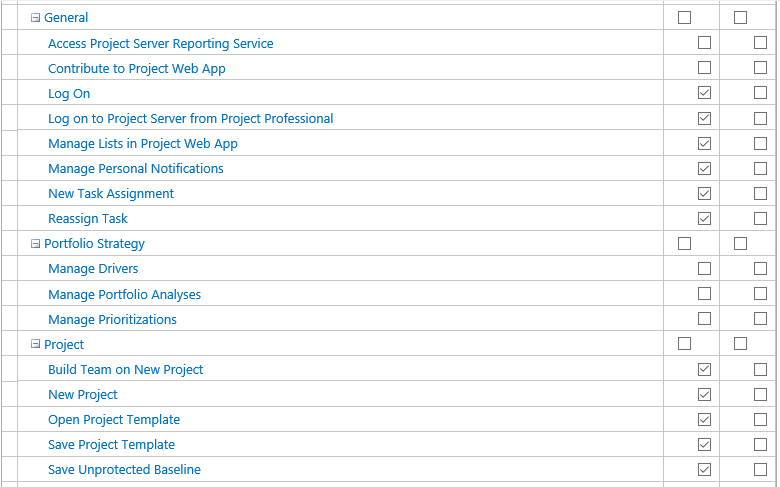 General
Access Project Server Reporting Service
Contribute to Project Web App
Log On
Log on to Project Server from Project Professional
Manage Lists in Project Web App
Manage Personal Notifications
New Task Assignment
Reassign Task
Portfolio Strategy
Manage Drivers
Manage Portfolio Analyses
Manage Prioritizations
Project
Build Team on New Project
New Project
Open Project Template
Save Project Template
Save Unprotected Baseline